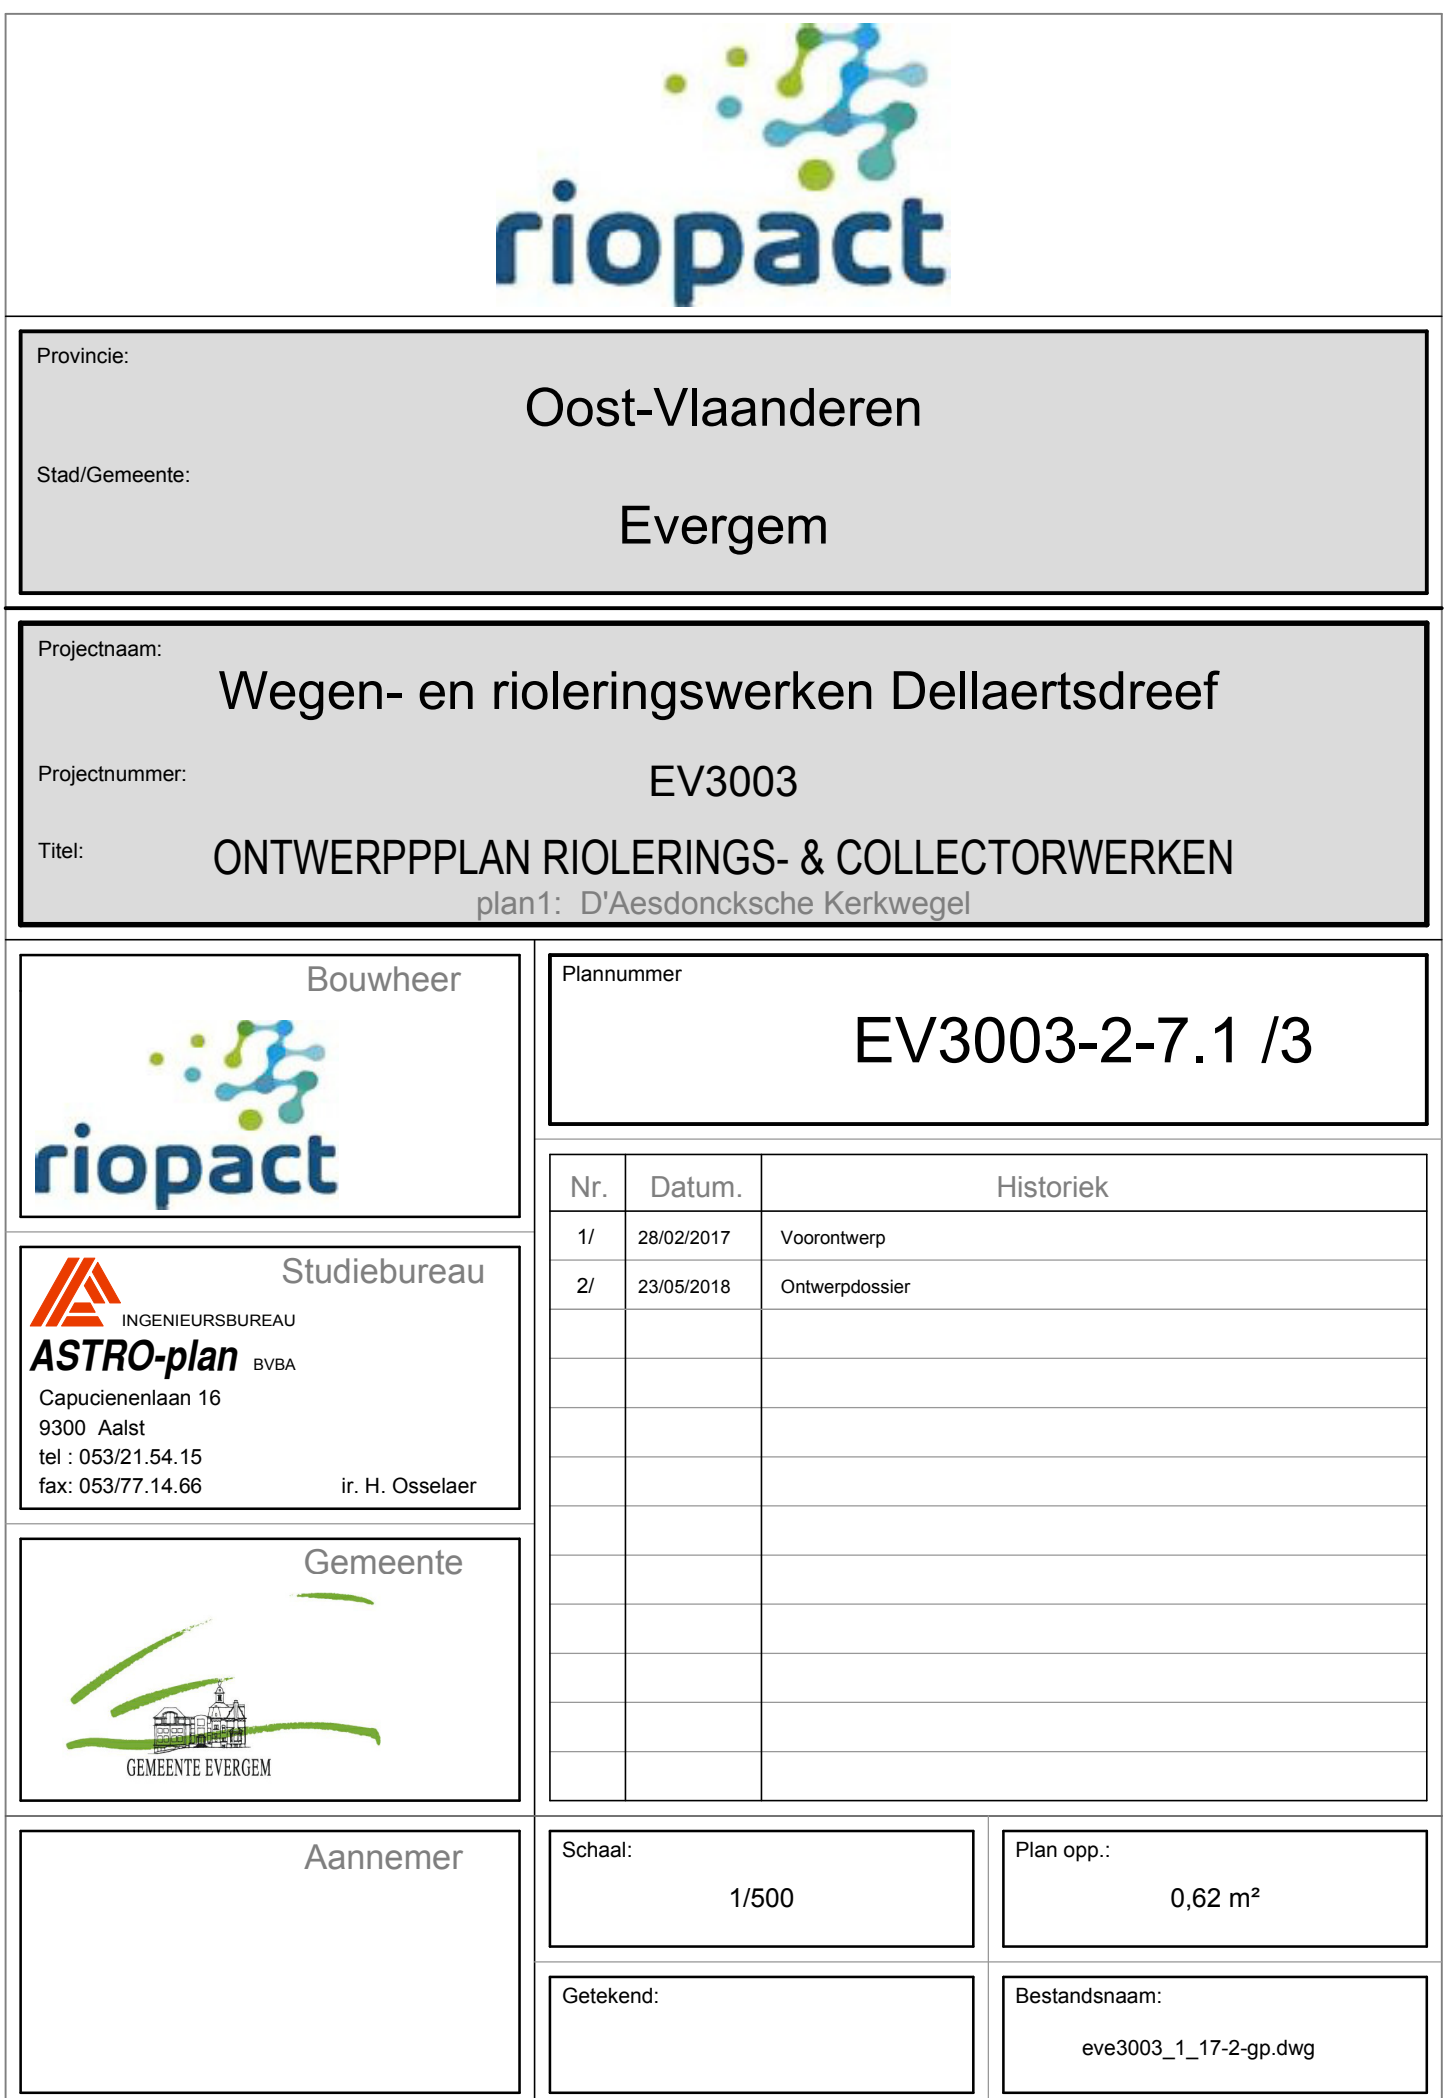 riopact
Provincie:
Oost-Vlaanderen
Stad/Gemeente:
Evergem
Projectnaam:
Wegen- en rioleringswerken Dellaertsdreef
Projectnummer:
EV3003
Titel:
ONTWERPPPLAN RIOLERINGS- & COLLECTORWERKEN
plan1: D'Aesdoncksche Kerkwegel
Bouwheer
riopact
Plannummer
EV3003-2-7.1 /3
Nr. Datum. Historiek
1/ 28/02/2017 Voorontwerp
2/ 23/05/2018 Ontwerpdossier
Studiebureau
INGENIEURSBUREAU
ASTRO-plan BVBA
Capucienenlaan 16
9300 Aalst
tel : 053/21.54.15
fax: 053/77.14.66 ir. H. Osselaer
Gemeente
GEMEENTE EVERGEM
Aannemer
Schaal:
1/500
Plan opp.:
0,62 m²
Getekend:
Bestandsnaam:
eve3003_1_17-2-gp.dwg